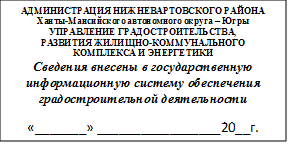 АДМИНИСТРАЦИЯ НИЖНЕВАРТОВСКОГО РАЙОНА
Ханты-Мансийского автономного округа – Югры
УПРАВЛЕНИЕ ГРАДОСТРОИТЕЛЬСТВА,
РАЗВИТИЯ ЖИЛИЩНО-КОММУНАЛЬНОГО
КОМПЛЕКСА И ЭНЕРГЕТИКИ
Сведения внесены в государственную
информационную систему обеспечения
градостроительной деятельности
«_______» __________________20__г.